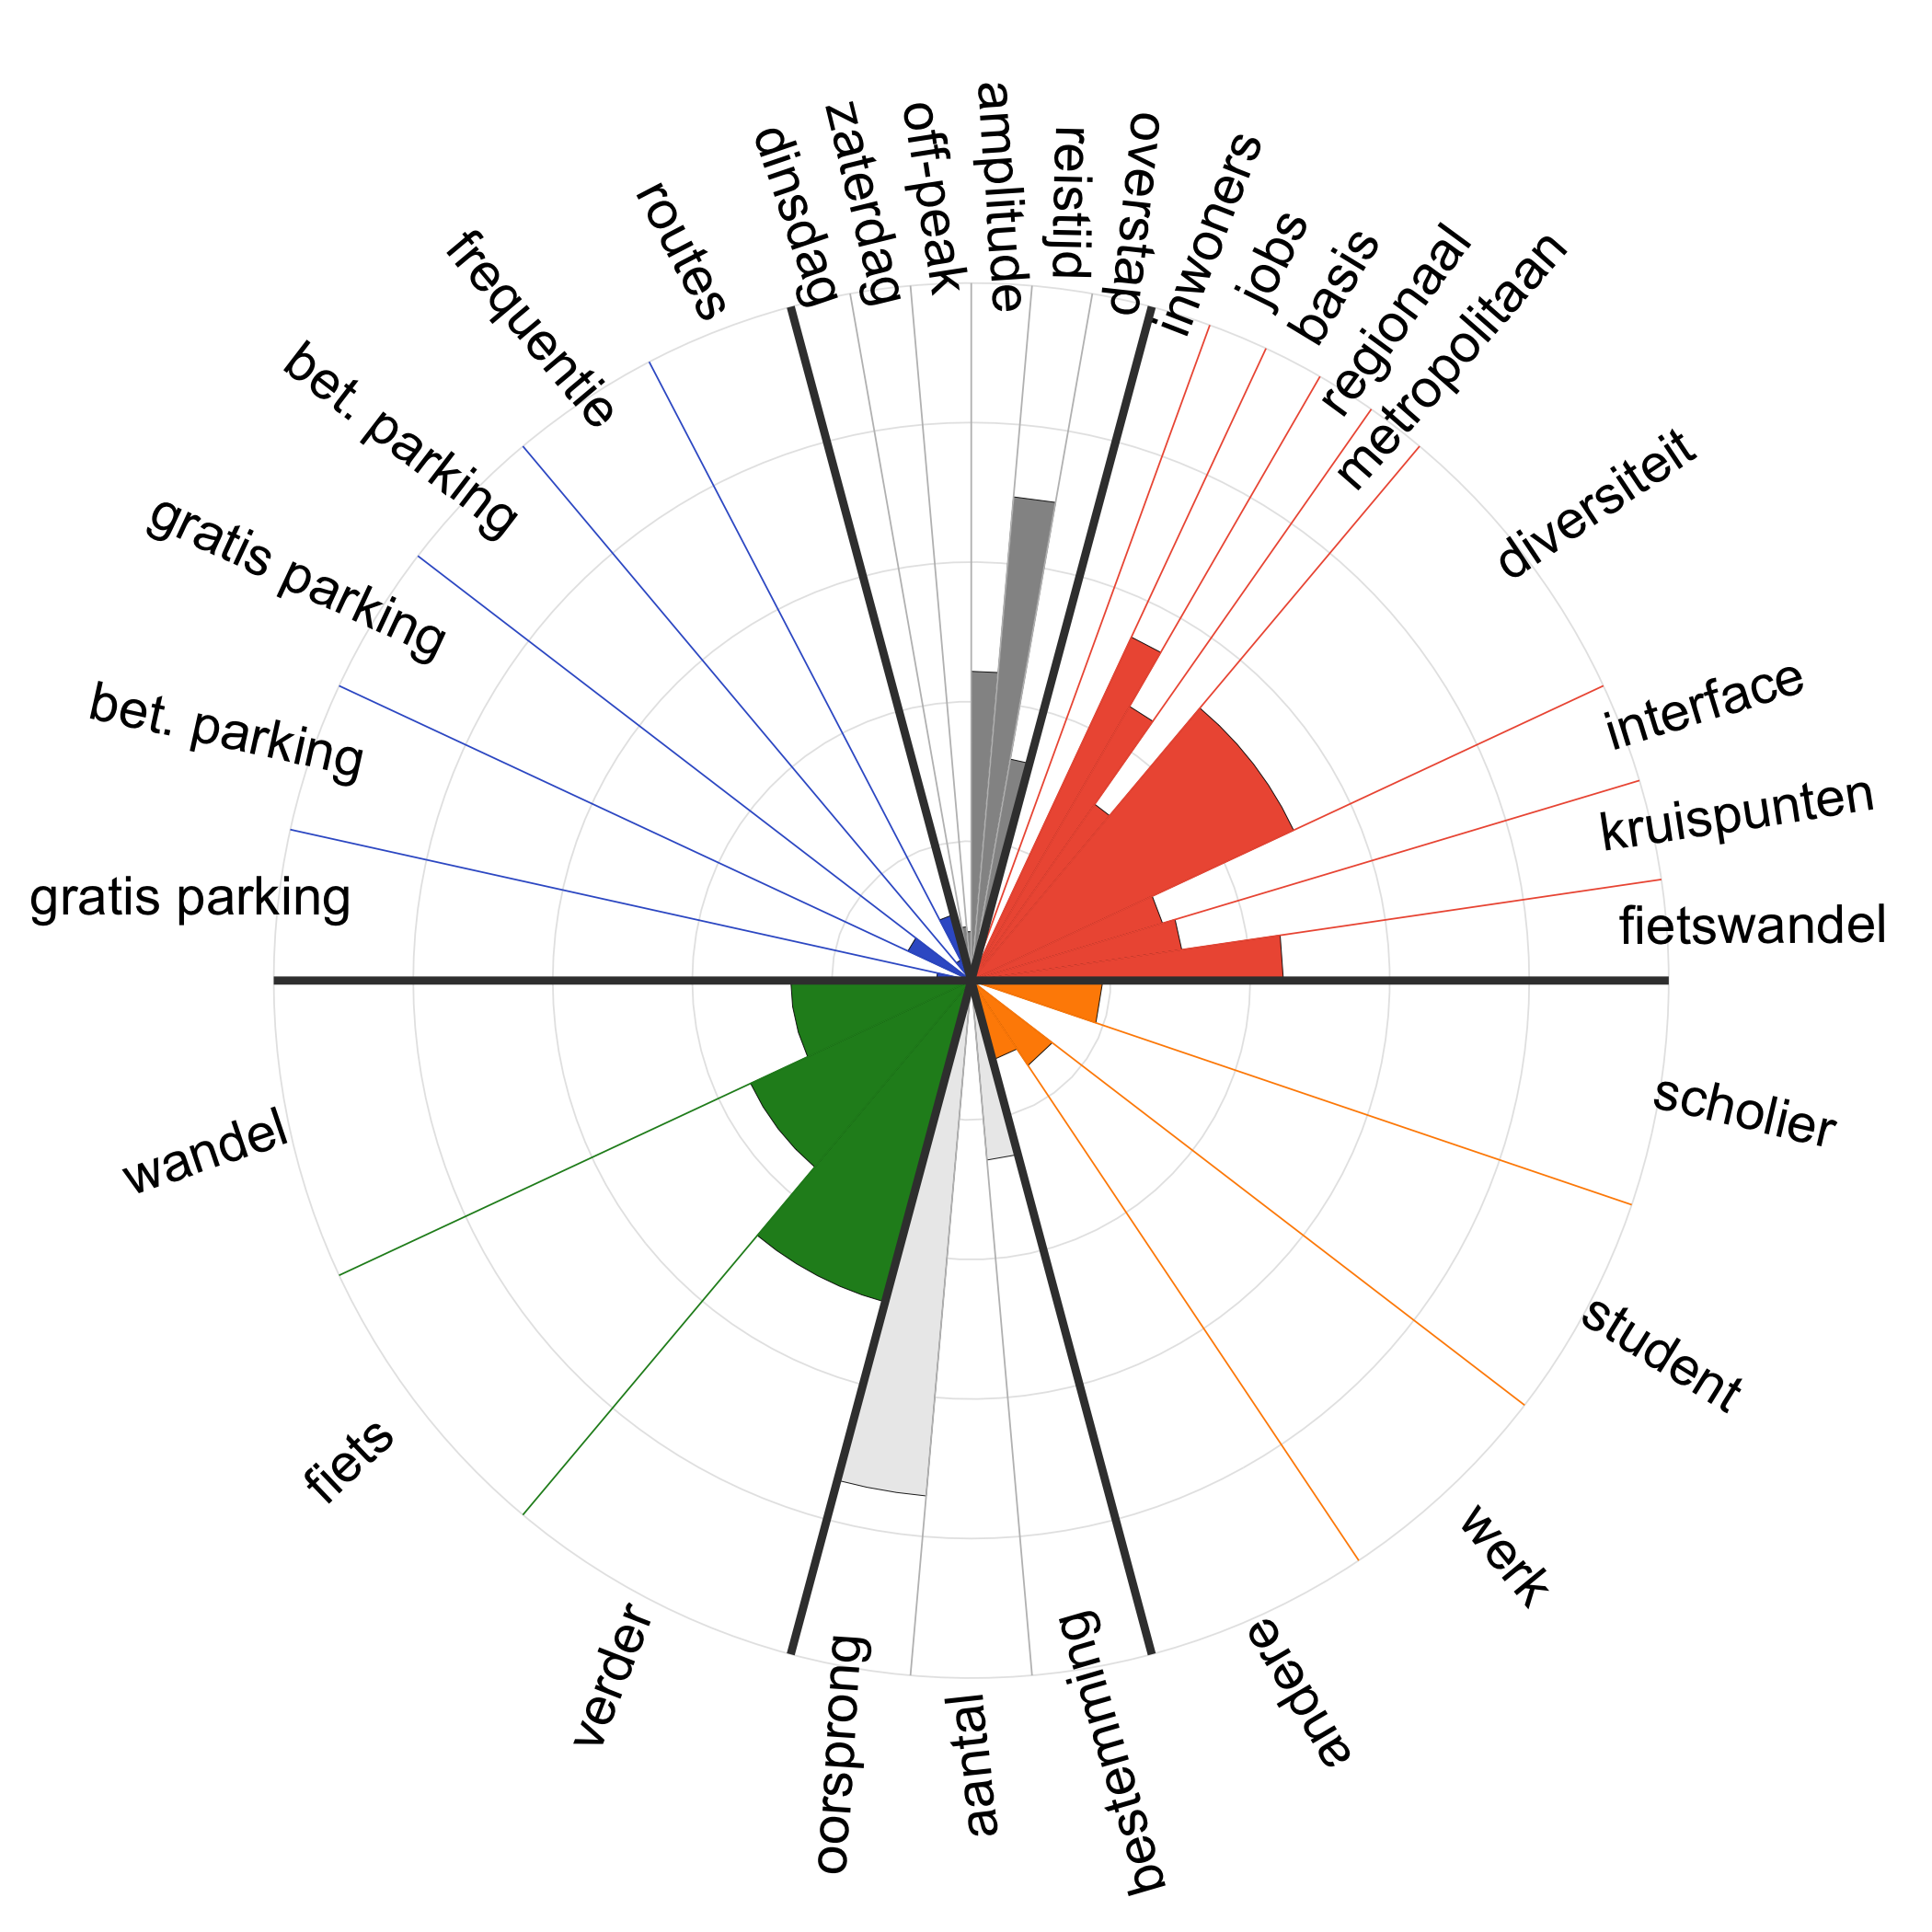 dinsdag
zaterdag
off-peak
amplitude
reistijd
overstap
inwoners
jobs
basis
regionaal
metropolitaan
diversiteit
interface
kruispunten
fietswandel
scholier
student
werk
andere
bestemming
aantal
oorsprong
verder
fiets
wandel
gratis parking
bet. parking
gratis parking
bet. parking
frequentie
routes